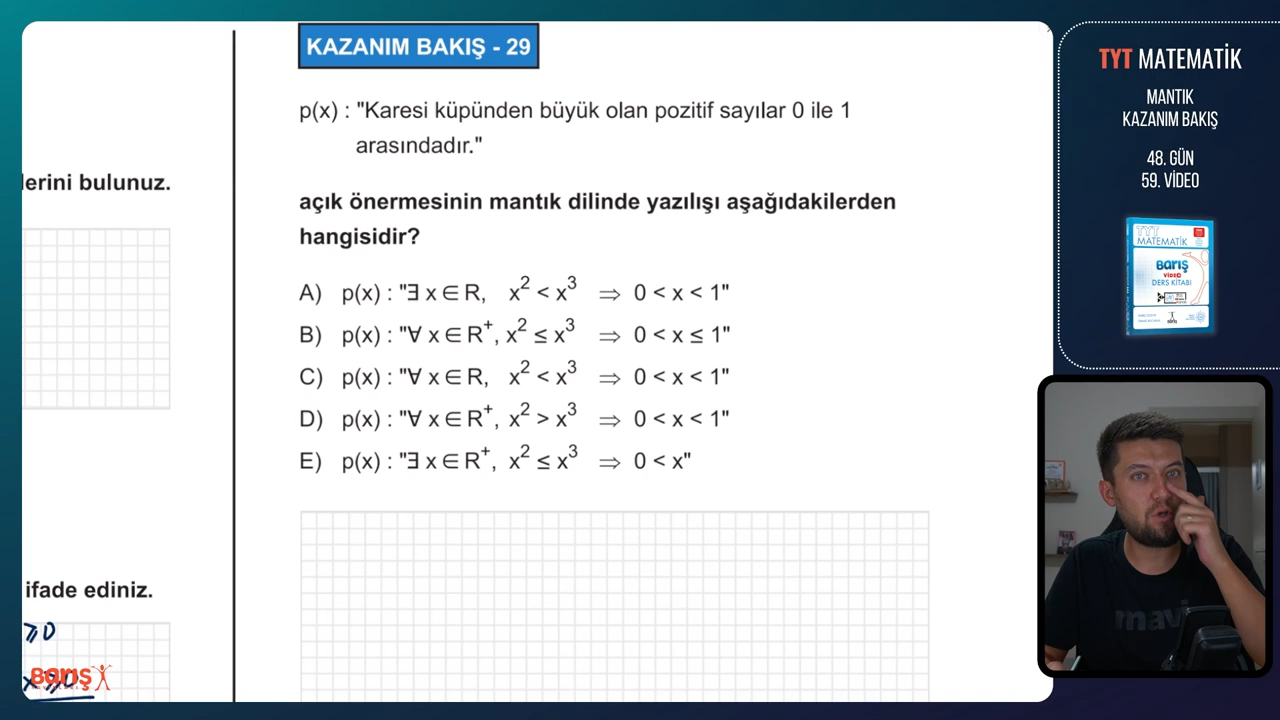 KAZANIM BAKIŞ - 29
p(x) : "Karesi küpünden büyük olan pozitif sayılar 0 ile 1
arasındadır."
açık önermesinin mantık dilinde yazılışı aşağıdakilerden
hangisidir?
A) p(x) : "∃ x ∈ R, x² < x³ ⇒ 0 < x < 1"
B) p(x) : "∀ x ∈ R⁺, x² ≤ x³ ⇒ 0 < x ≤ 1"
C) p(x) : "∀ x ∈ R, x² < x³ ⇒ 0 < x < 1"
D) p(x) : "∀ x ∈ R⁺, x² > x³ ⇒ 0 < x < 1"
E) p(x) : "∃ x ∈ R⁺, x² ≤ x³ ⇒ 0 < x"
lerini bulunuz.
ifade ediniz.
≥0
Barış
TYT MATEMATİK
MANTIK
KAZANIM BAKIŞ
48. GÜN
59. VİDEO
TYT
MATEMATİK
Barış
VİDEO
DERS KİTABI
mavi